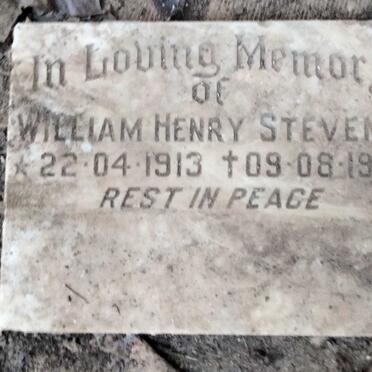 In Loving Memor
of
WILLIAM HENRY STEVEN
* 22·04·1913 †09·08·19
REST IN PEACE